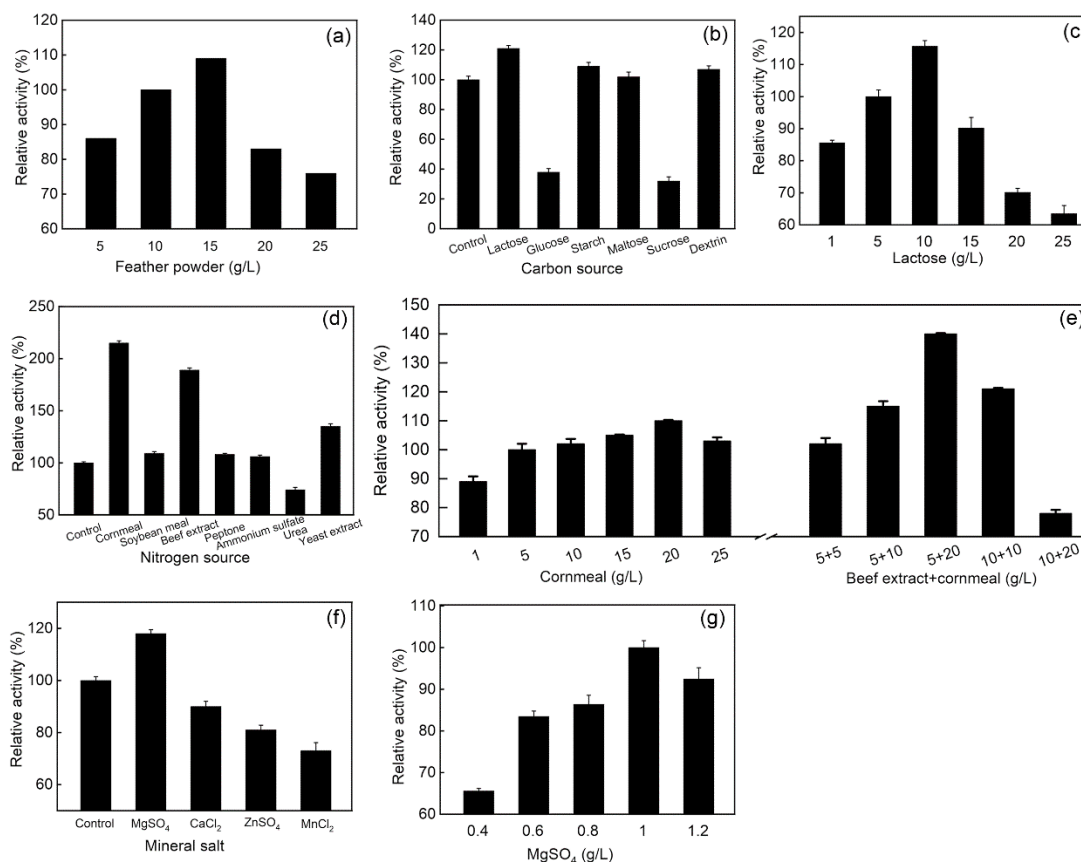 (a)
Relative activity (%)
120
110
100
90
80
70
60
5 10 15 20 25
Feather powder (g/L)
(b)
Relative activity (%)
140
120
100
80
60
40
20
0
Control Lactose Glucose Starch Maltose Sucrose Dextrin
Carbon source
(c)
Relative activity (%)
120
110
100
90
80
70
60
1 5 10 15 20 25
Lactose (g/L)
(d)
Relative activity (%)
250
200
150
100
50
Control Cornmeal Soybean meal Beef extract Peptone Ammonium sulfate Urea Yeast extract
Nitrogen source
(e)
Relative activity (%)
150
140
130
120
110
100
90
80
70
1 5 10 15 20 25
Cornmeal (g/L)
5+5 5+10 5+20 10+10 10+20
Beef extract+cornmeal (g/L)
(f)
Relative activity (%)
120
100
80
60
Control MgSO₄ CaCl₂ ZnSO₄ MnCl₂
Mineral salt
(g)
Relative activity (%)
110
100
90
80
70
60
0.4 0.6 0.8 1 1.2
MgSO₄ (g/L)